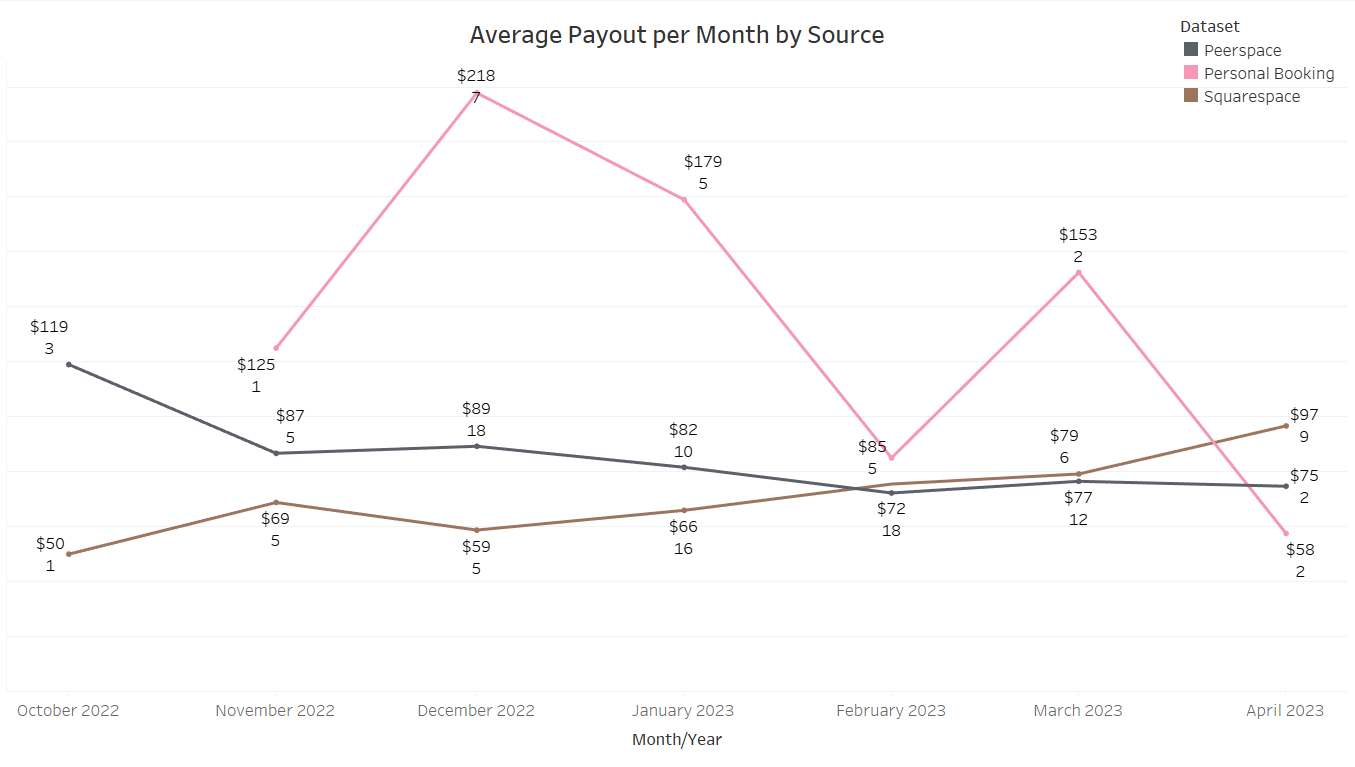 Average Payout per Month by Source
Dataset
Peerspace
Personal Booking
Squarespace
$218
7
$179
5
$153
2
$119
3
$125
1
$87
5
$89
18
$82
10
$85
5
$79
6
$97
9
$75
2
$50
1
$69
5
$59
5
$66
16
$72
18
$77
12
$58
2
October 2022
November 2022
December 2022
January 2023
February 2023
March 2023
April 2023
Month/Year